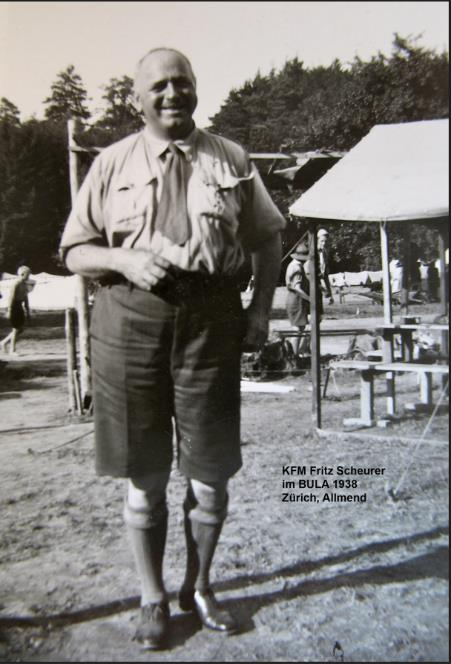 KFM Fritz Scheurer
im BULA 1938
Zürich, Allmend